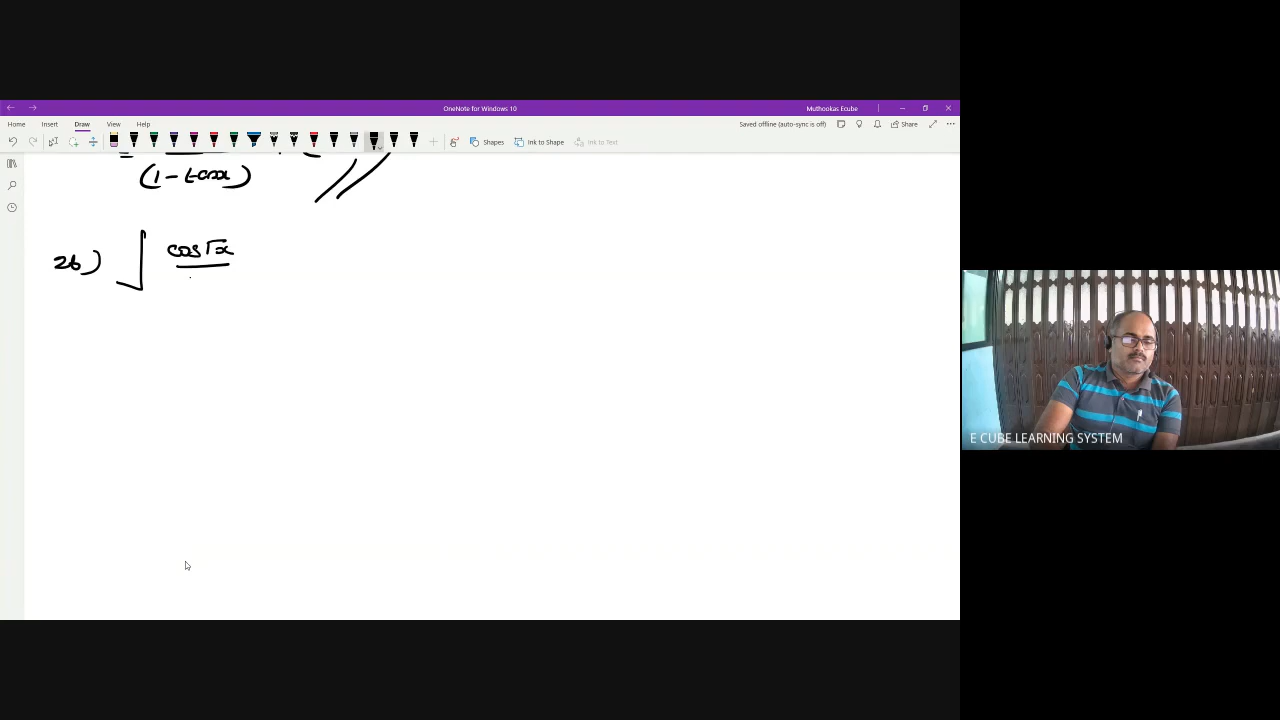 OneNote for Windows 10
Muthookas Ecube
Home Insert Draw View Help
Saved offline (auto-sync is off) Share
Shapes Ink to Shape Ink to Text
(1 - tanx)
26) ∫ cos√x
E CUBE LEARNING SYSTEM